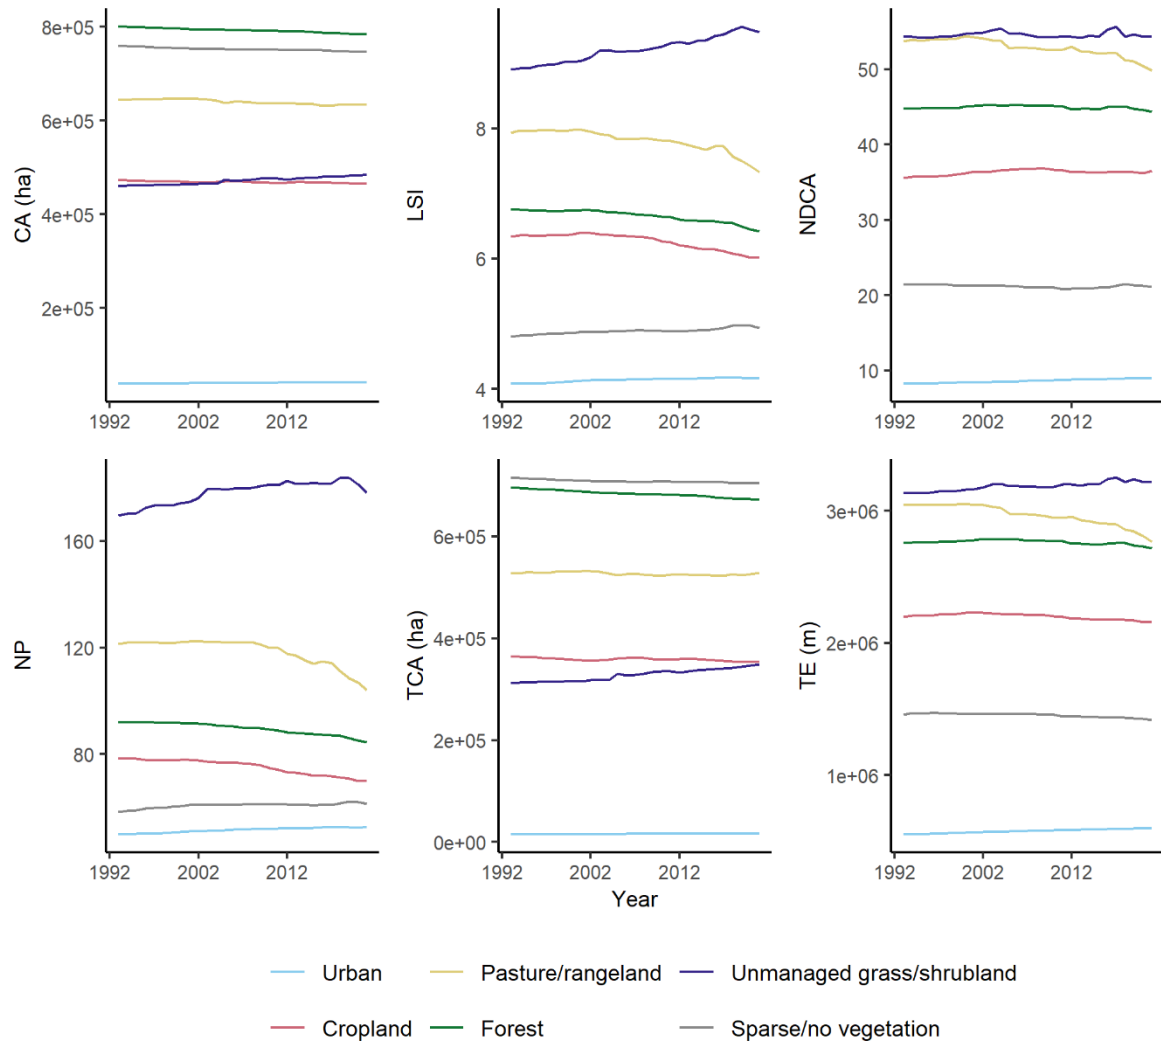 8e+05
6e+05
4e+05
2e+05
CA (ha)
1992 2002 2012
8
6
4
LSI
1992 2002 2012
50
40
30
20
10
NDCA
1992 2002 2012
160
120
80
NP
1992 2002 2012
6e+05
4e+05
2e+05
0e+00
TCA (ha)
1992 2002 2012
3e+06
2e+06
1e+06
TE (m)
1992 2002 2012
Year
Urban Pasture/rangeland Unmanaged grass/shrubland
Cropland Forest Sparse/no vegetation